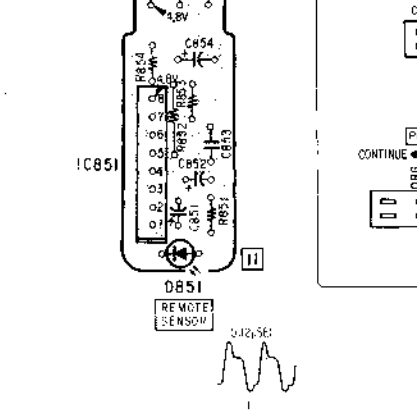 4.8V
C854
R854
4.8V
R853
8
7
6
5
4
3
2
1
R852
C853
IC851
C852
C851
R851
11
D851
REMOTE
SENSOR
CONTINUE